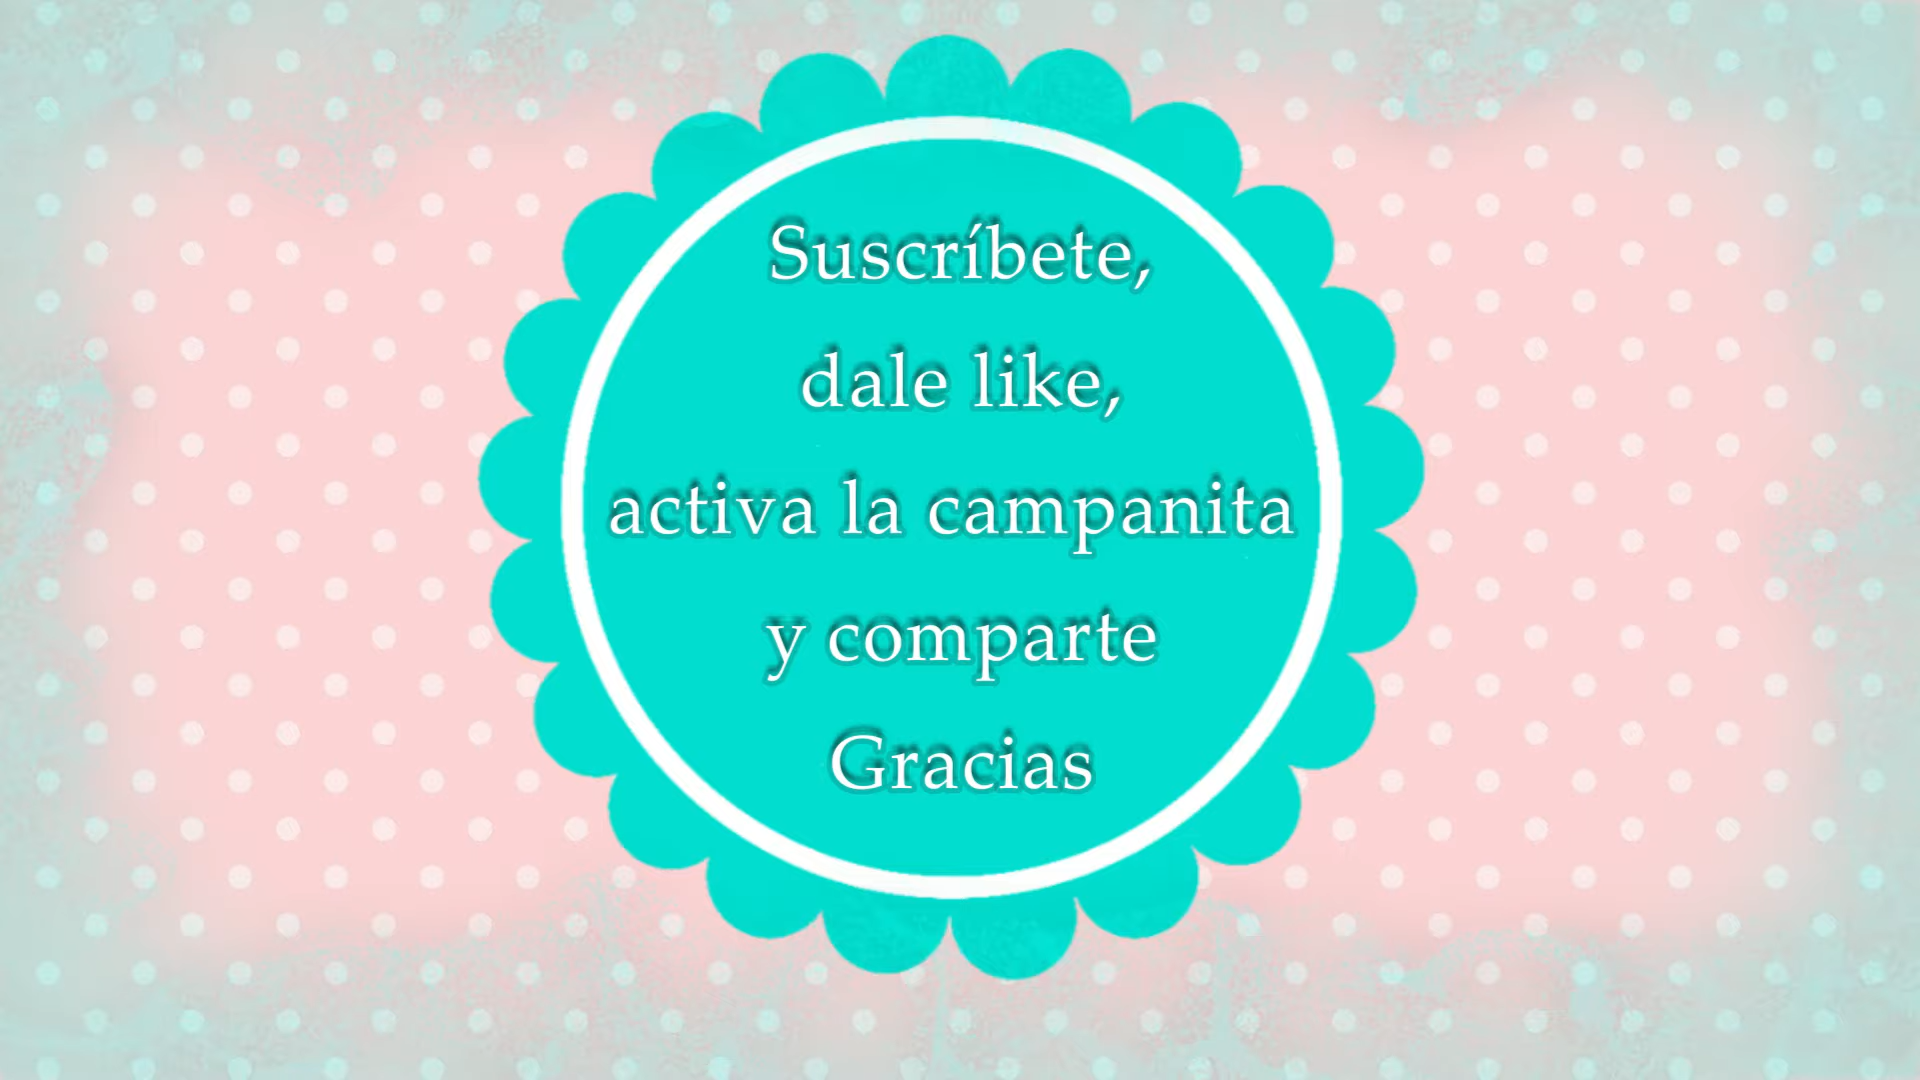 Suscríbete,
dale like,
activa la campanita
y comparte
Gracias